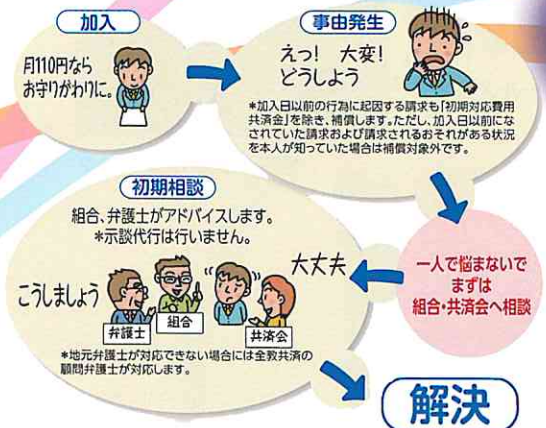 加入
月110円なら
お守りがわりに。
事由発生
えっ! 大変!
どうしよう
*加入日以前の行為に起因する請求も「初期対応費用
共済金」を除き、補償します。ただし、加入日以前にな
されていた請求および請求されるおそれがある状況
を本人が知っていた場合は補償対象外です。
一人で悩まないで
まずは
組合・共済会へ相談
初期相談
組合、弁護士がアドバイスします。
*示談代行は行いません。
大丈夫
こうしましょう
弁護士
組合
共済会
*地元弁護士が対応できない場合には全教共済の
顧問弁護士が対応します。
解決